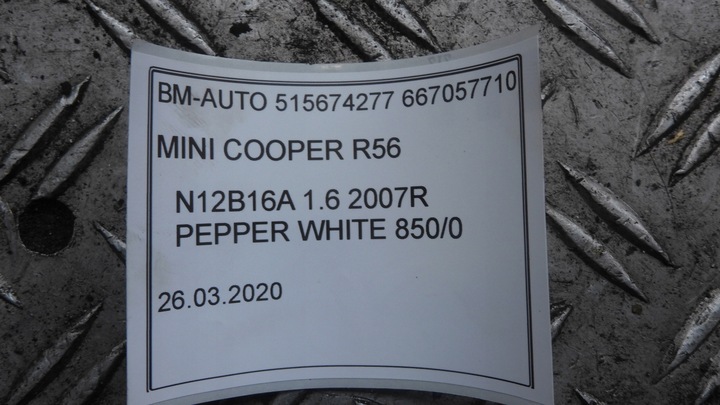 BM-AUTO 515674277 667057710
MINI COOPER R56
N12B16A 1.6 2007R
PEPPER WHITE 850/0
26.03.2020